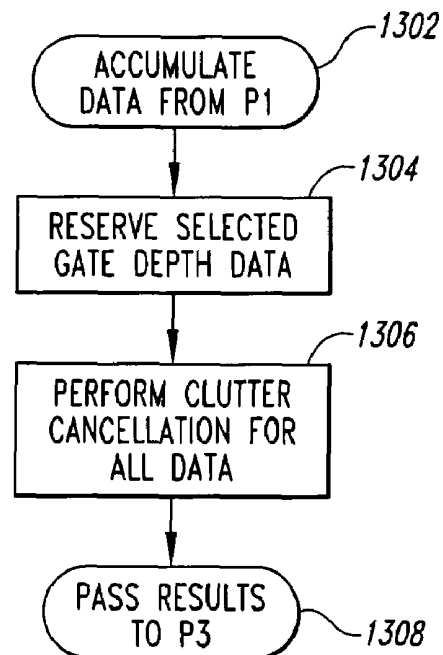 1302
ACCUMULATE
DATA FROM P1
1304
RESERVE SELECTED
GATE DEPTH DATA
1306
PERFORM CLUTTER
CANCELLATION FOR
ALL DATA
PASS RESULTS
TO P3
1308